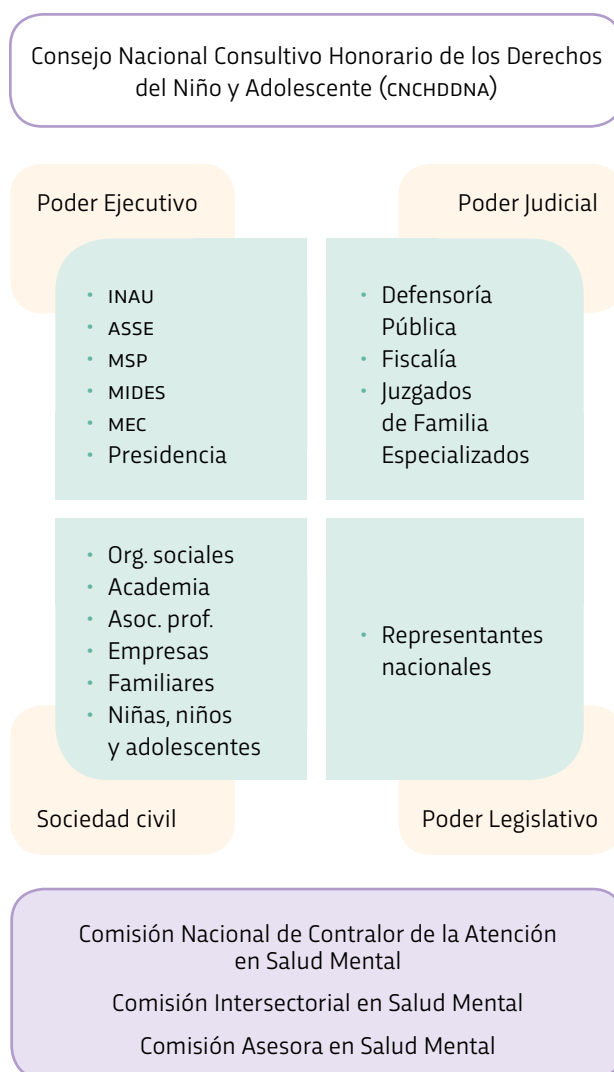 Consejo Nacional Consultivo Honorario de los Derechos
del Niño y Adolescente (CNCHDDNA)
Poder Ejecutivo
• INAU
• ASSE
• MSP
• MIDES
• MEC
• Presidencia
Poder Judicial
• Defensoría
Pública
• Fiscalía
• Juzgados
de Familia
Especializados
• Org. sociales
• Academia
• Asoc. prof.
• Empresas
• Familiares
• Niñas, niños
y adolescentes
Sociedad civil
• Representantes
nacionales
Poder Legislativo
Comisión Nacional de Contralor de la Atención
en Salud Mental
Comisión Intersectorial en Salud Mental
Comisión Asesora en Salud Mental